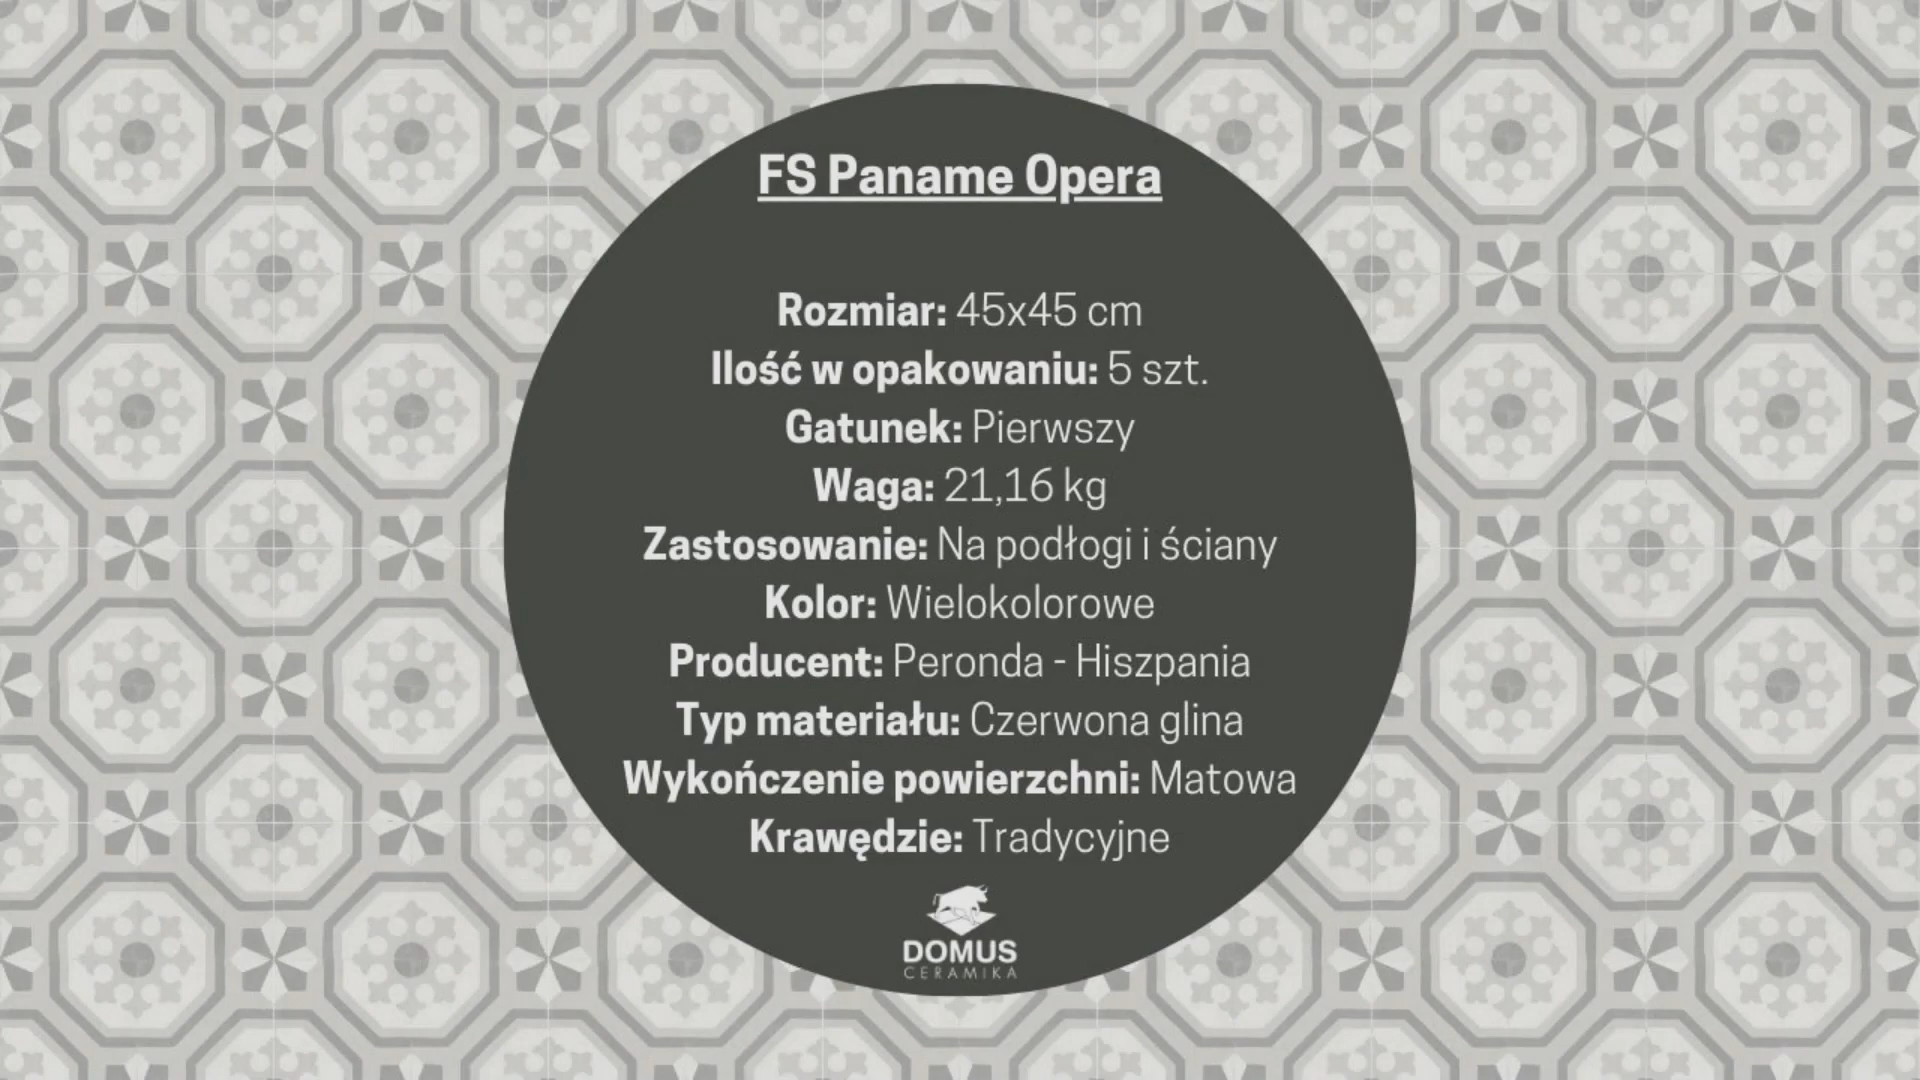 FS Paname Opera
Rozmiar: 45x45 cm
Ilość w opakowaniu: 5 szt.
Gatunek: Pierwszy
Waga: 21,16 kg
Zastosowanie: Na podłogi i ściany
Kolor: Wielokolorowe
Producent: Peronda - Hiszpania
Typ materiału: Czerwona glina
Wykończenie powierzchni: Matowa
Krawędzie: Tradycyjne
DOMUS
CERAMIKA